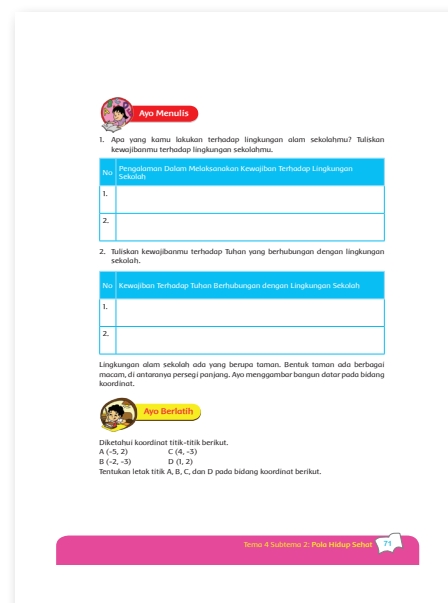 Ayo Menulis
1. Apa yang kamu lakukan terhadap lingkungan alam sekolahmu? Tuliskan
kewajibanmu terhadap lingkungan sekolahmu.
No Pengalaman Dalam Melaksanakan Kewajiban Terhadap Lingkungan
Sekolah
1.
2.
2. Tuliskan kewajibanmu terhadap Tuhan yang berhubungan dengan lingkungan
sekolah.
No Kewajiban Terhadap Tuhan Berhubungan dengan Lingkungan Sekolah
1.
2.
Lingkungan alam sekolah ada yang berupa taman. Bentuk taman ada berbagai
macam, di antaranya persegi panjang. Ayo menggambar bangun datar pada bidang
koordinat.
Ayo Berlatih
Diketahui koordinat titik-titik berikut.
A (-5, 2) C (4, -3)
B (-2, -3) D (1, 2)
Tentukan letak titik A, B, C, dan D pada bidang koordinat berikut.
Tema 4 Subtema 2: Pola Hidup Sehat 71